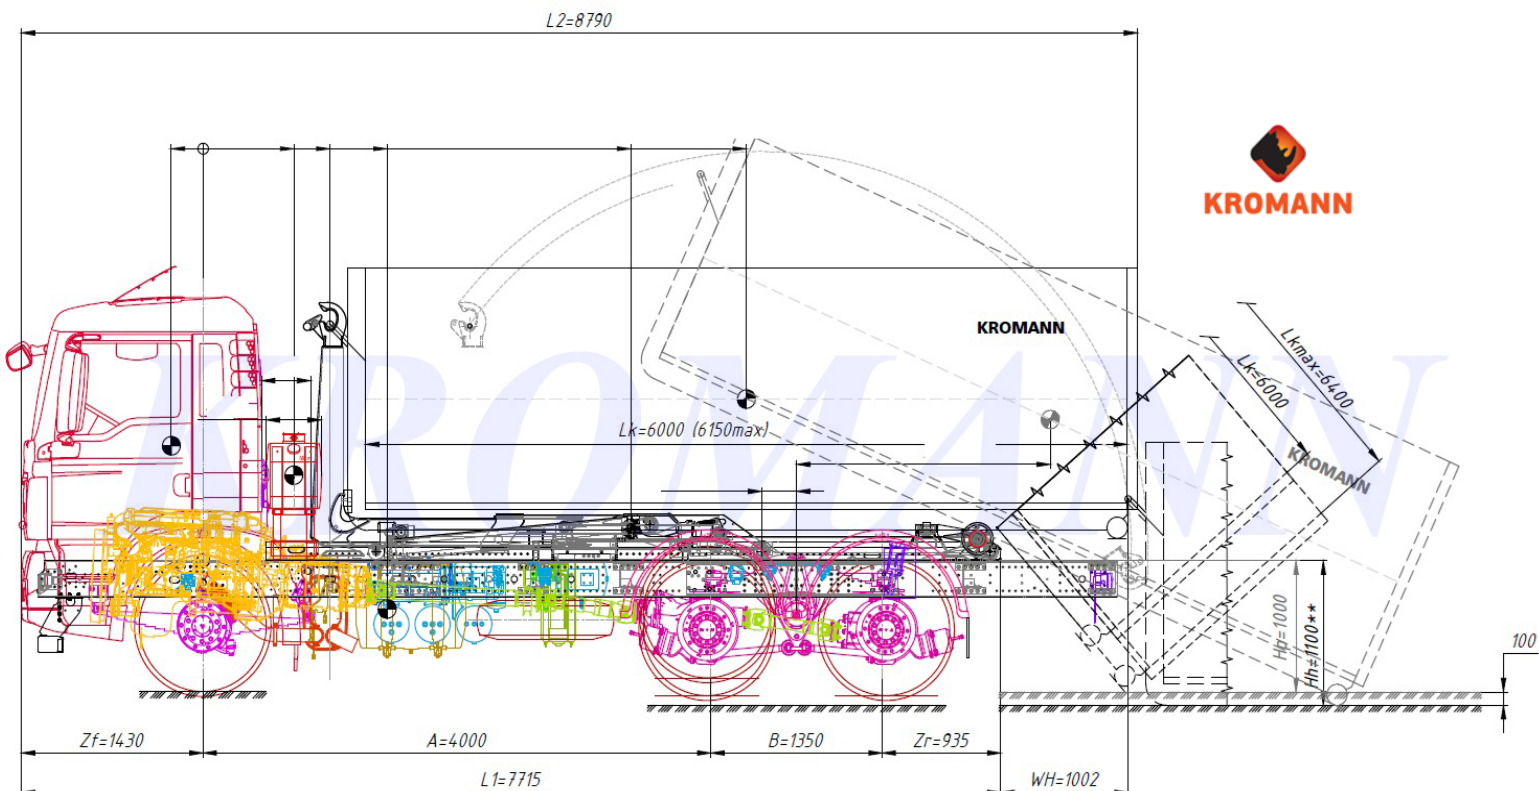 L2=8790
KROMANN
KROMANN
Lkmax=6400
Lk=6000
Lk=6000 (6150max)
KROMANN
KROMANN
Hp=1000
Hh=1100**
100
Zf=1430
A=4000
B=1350
Zr=935
L1=7715
WH=1002